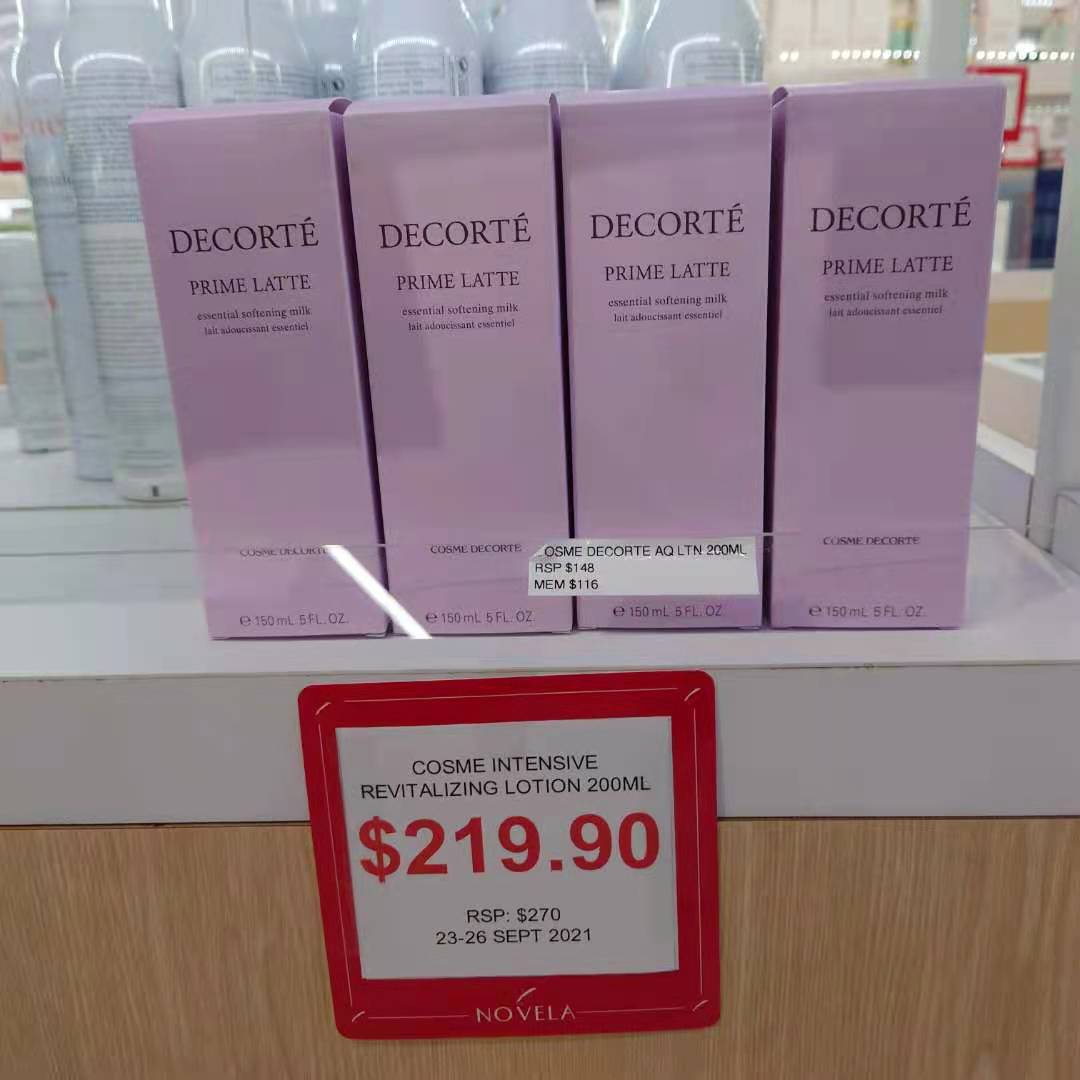 DECORTÉ
PRIME LATTE
essential softening milk
lait adoucissant essentiel
COSME DECORTE
℮ 150 mL 5 FL. OZ.
DECORTÉ
PRIME LATTE
essential softening milk
lait adoucissant essentiel
COSME DECORTE
℮ 150 mL 5 FL. OZ.
DECORTÉ
PRIME LATTE
essential softening milk
lait adoucissant essentiel
℮ 150 mL 5 FL. OZ.
DECORTÉ
PRIME LATTE
essential softening milk
lait adoucissant essentiel
COSME DECORTE
℮ 150 mL 5 FL. OZ.
COSME DECORTE AQ LTN 200ML
RSP $148
MEM $116
COSME INTENSIVE
REVITALIZING LOTION 200ML
$219.90
RSP: $270
23-26 SEPT 2021
NOVELA